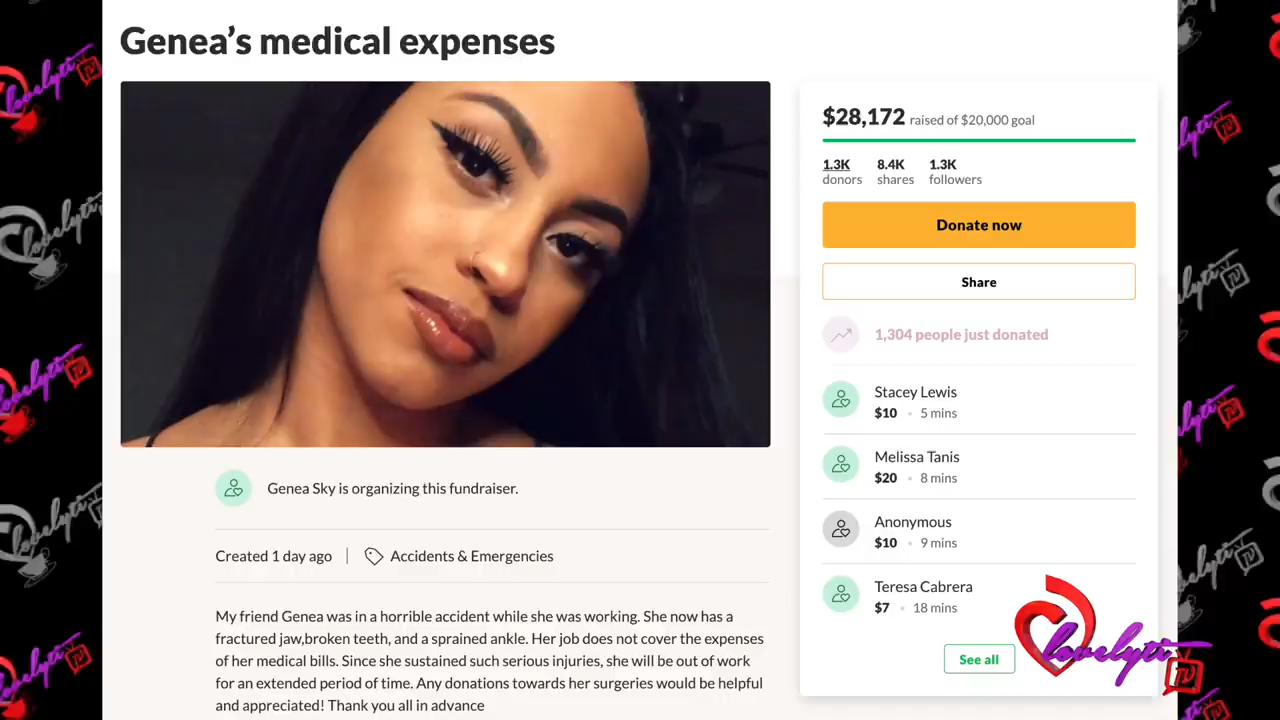 Genea's medical expenses
$28,172 raised of $20,000 goal
1.3K 8.4K 1.3K
donors shares followers
Donate now
Share
1,304 people just donated
Stacey Lewis
$10 • 5 mins
Melissa Tanis
$20 • 8 mins
Anonymous
$10 • 9 mins
Teresa Cabrera
$7 • 18 mins
See all
Genea Sky is organizing this fundraiser.
Created 1 day ago | Accidents & Emergencies
My friend Genea was in a horrible accident while she was working. She now has a
fractured jaw,broken teeth, and a sprained ankle. Her job does not cover the expenses
of her medical bills. Since she sustained such serious injuries, she will be out of work
for an extended period of time. Any donations towards her surgeries would be helpful
and appreciated! Thank you all in advance
lovelyti
TV